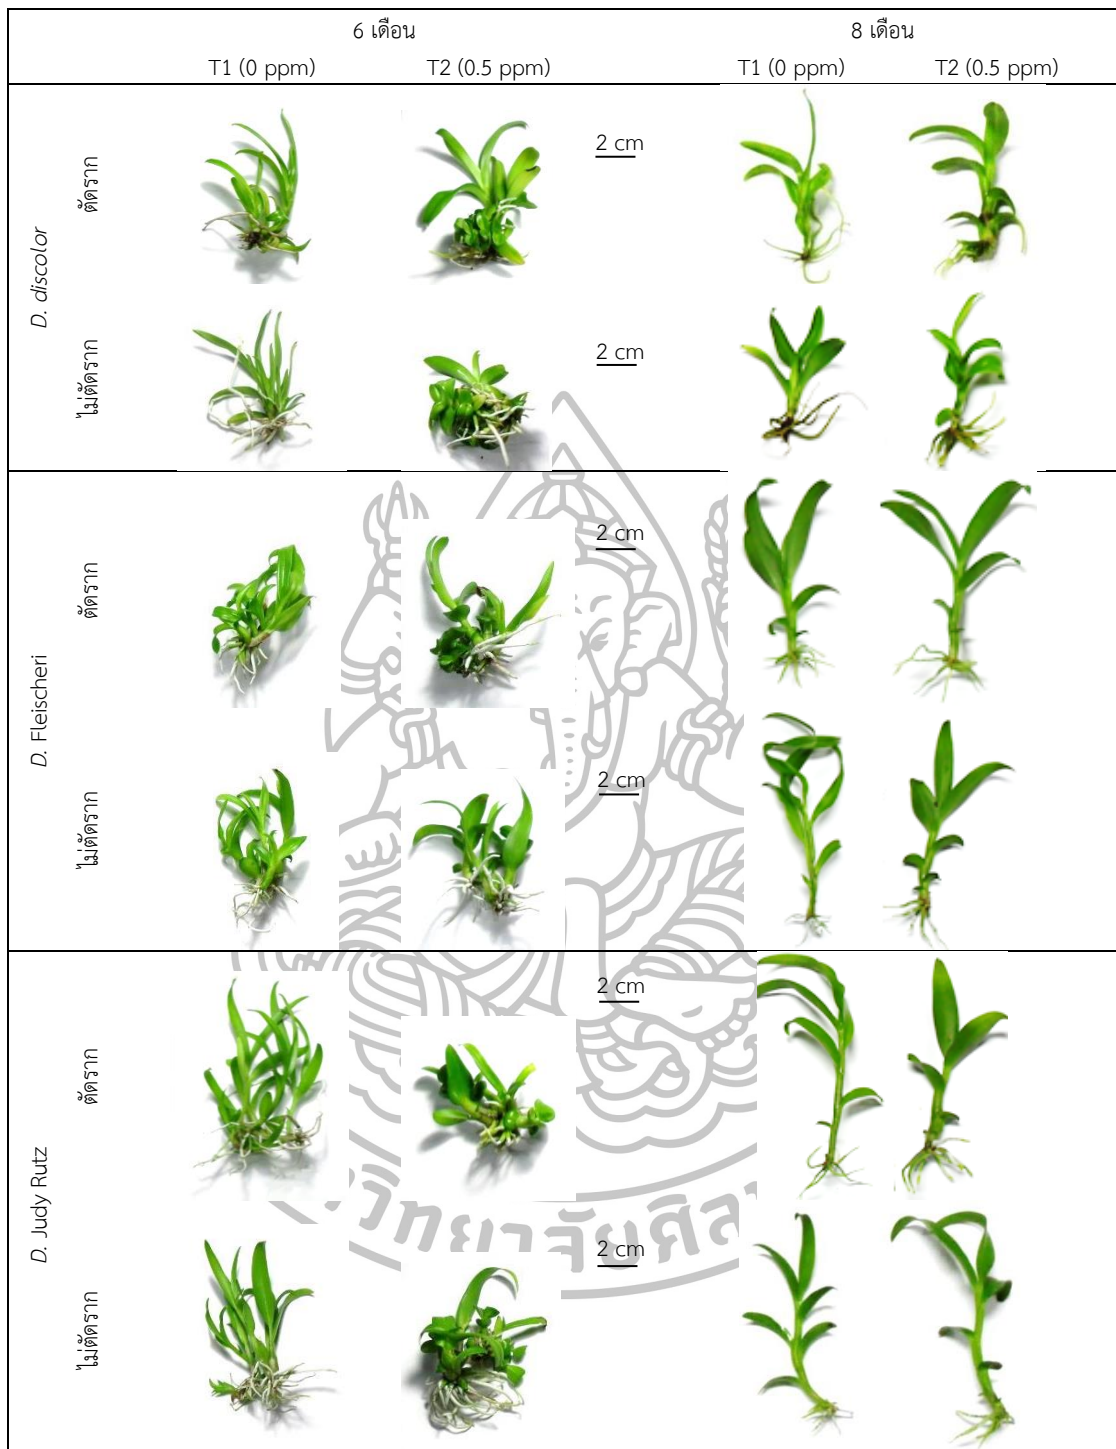 6 เดือน 8 เดือน
T1 (0 ppm) T2 (0.5 ppm) T1 (0 ppm) T2 (0.5 ppm)
D. discolor
ตัดราก
2 cm
ไม่ตัดราก
2 cm
D. Fleischeri
ตัดราก
2 cm
ไม่ตัดราก
2 cm
D. Judy Rutz
ตัดราก
2 cm
ไม่ตัดราก
2 cm